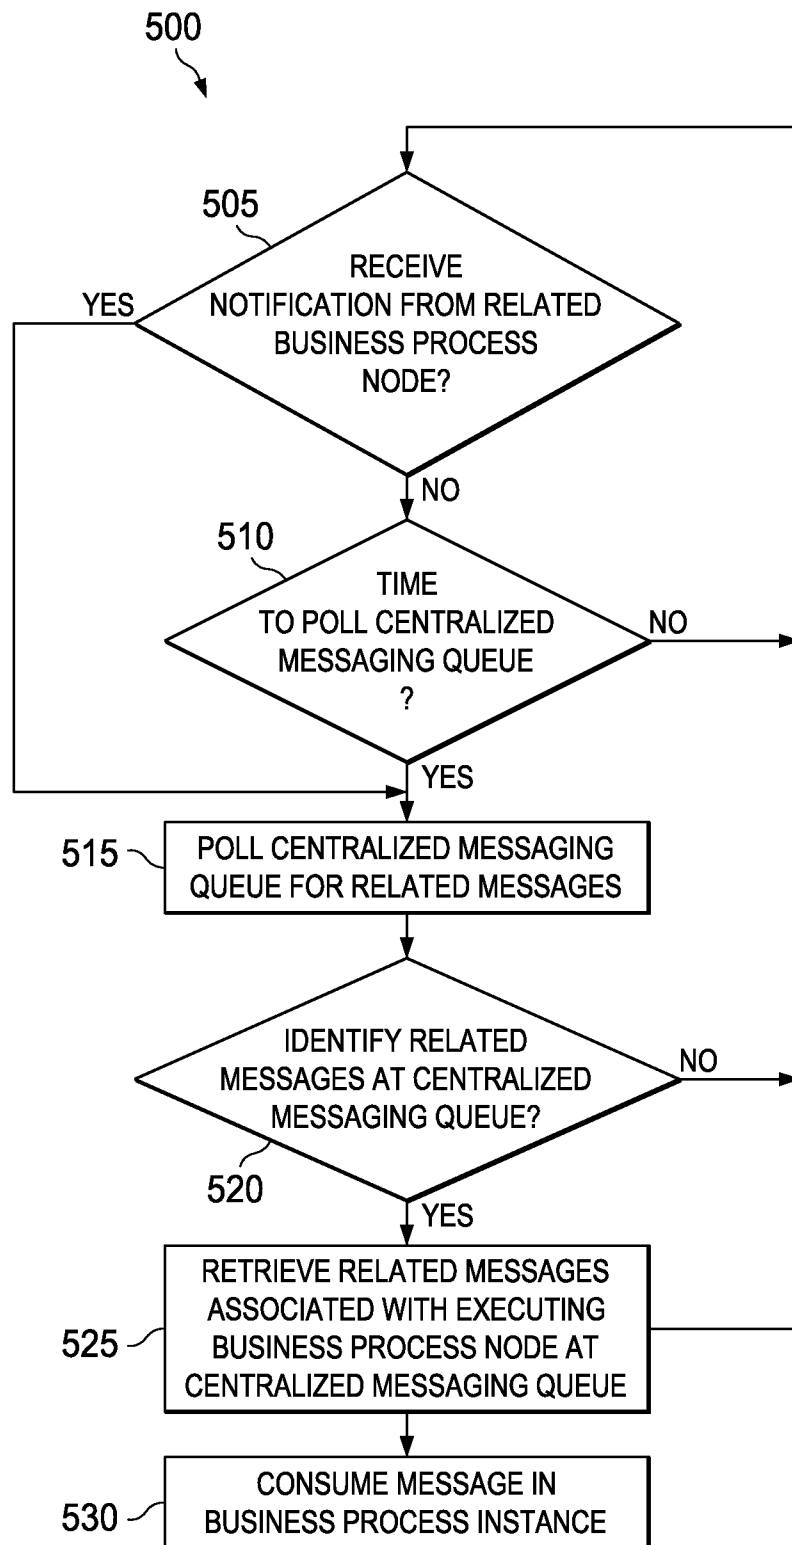 500
505
RECEIVE
NOTIFICATION FROM RELATED
BUSINESS PROCESS
NODE?
YES
NO
510
TIME
TO POLL CENTRALIZED
MESSAGING QUEUE
?
NO
YES
515
POLL CENTRALIZED MESSAGING
QUEUE FOR RELATED MESSAGES
IDENTIFY RELATED
MESSAGES AT CENTRALIZED
MESSAGING QUEUE?
NO
520
YES
525
RETRIEVE RELATED MESSAGES
ASSOCIATED WITH EXECUTING
BUSINESS PROCESS NODE AT
CENTRALIZED MESSAGING QUEUE
530
CONSUME MESSAGE IN
BUSINESS PROCESS INSTANCE